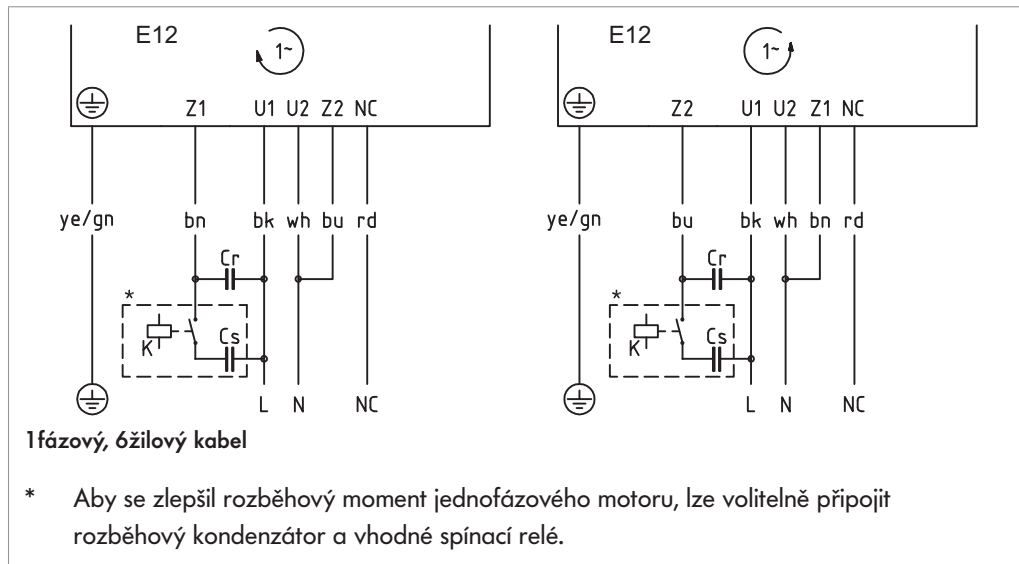 E12 1~ E12 1~
Z1 U1 U2 Z2 NC Z2 U1 U2 Z1 NC
ye/gn bn bk wh bu rd ye/gn bu bk wh bn rd
Cr Cr
* *
K Cs K Cs
L N NC L N NC
1fázový, 6žilový kabel
* Aby se zlepšil rozběhový moment jednofázového motoru, lze volitelně připojit
rozběhový kondenzátor a vhodné spínací relé.